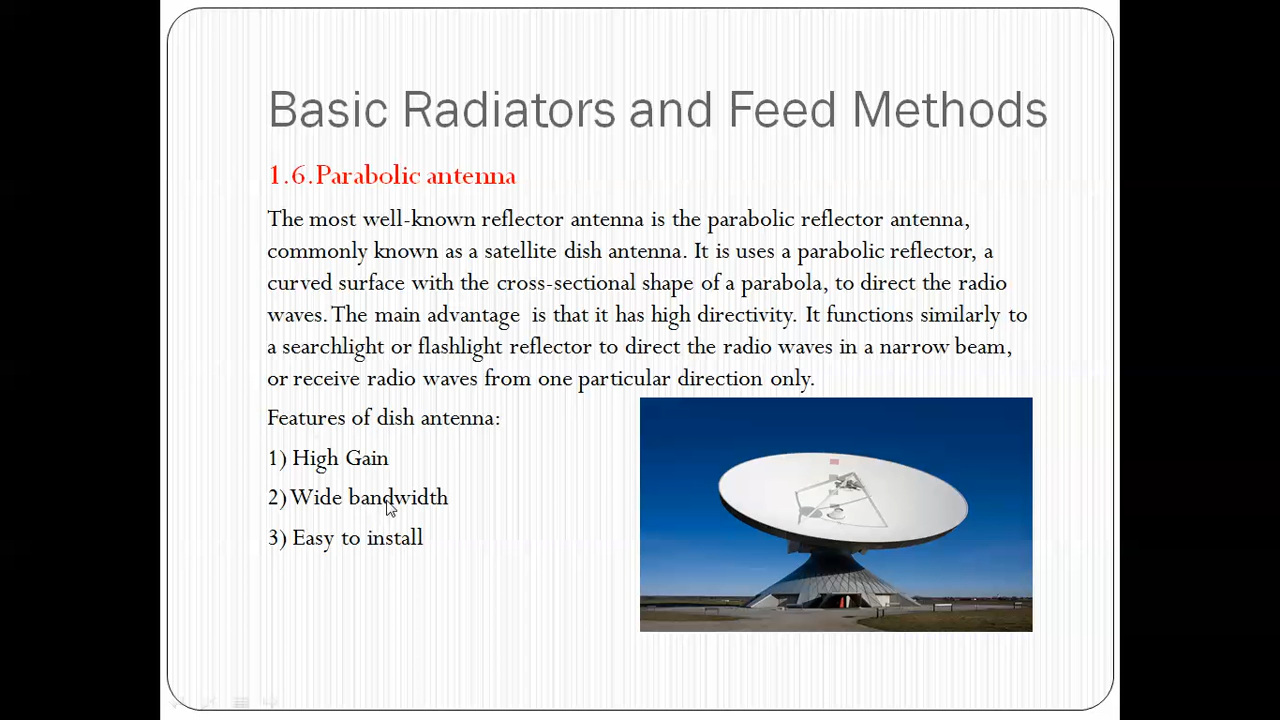 Basic Radiators and Feed Methods
1.6.Parabolic antenna
The most well-known reflector antenna is the parabolic reflector antenna,
commonly known as a satellite dish antenna. It is uses a parabolic reflector, a
curved surface with the cross-sectional shape of a parabola, to direct the radio
waves. The main advantage is that it has high directivity. It functions similarly to
a searchlight or flashlight reflector to direct the radio waves in a narrow beam,
or receive radio waves from one particular direction only.
Features of dish antenna:
1) High Gain
2) Wide bandwidth
3) Easy to install